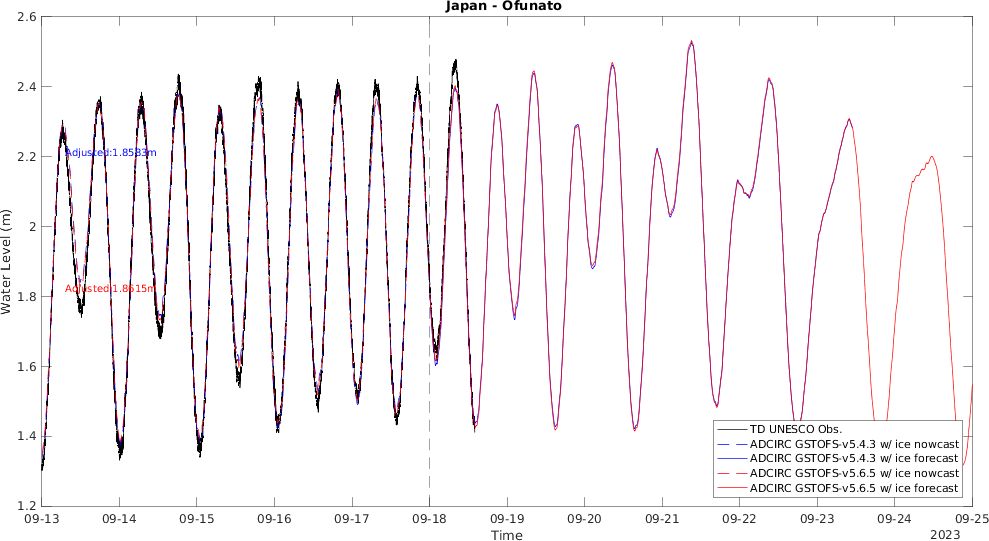 Japan - Ofunato
2.6
2.4
2.2
2
1.8
1.6
1.4
1.2
Water Level (m)
Adjusted:1.8583m
Adjusted:1.8615m
TD UNESCO Obs.
ADCIRC GSTOFS-v5.4.3 w/ ice nowcast
ADCIRC GSTOFS-v5.4.3 w/ ice forecast
ADCIRC GSTOFS-v5.6.5 w/ ice nowcast
ADCIRC GSTOFS-v5.6.5 w/ ice forecast
09-13 09-14 09-15 09-16 09-17 09-18 09-19 09-20 09-21 09-22 09-23 09-24 09-25
Time
2023